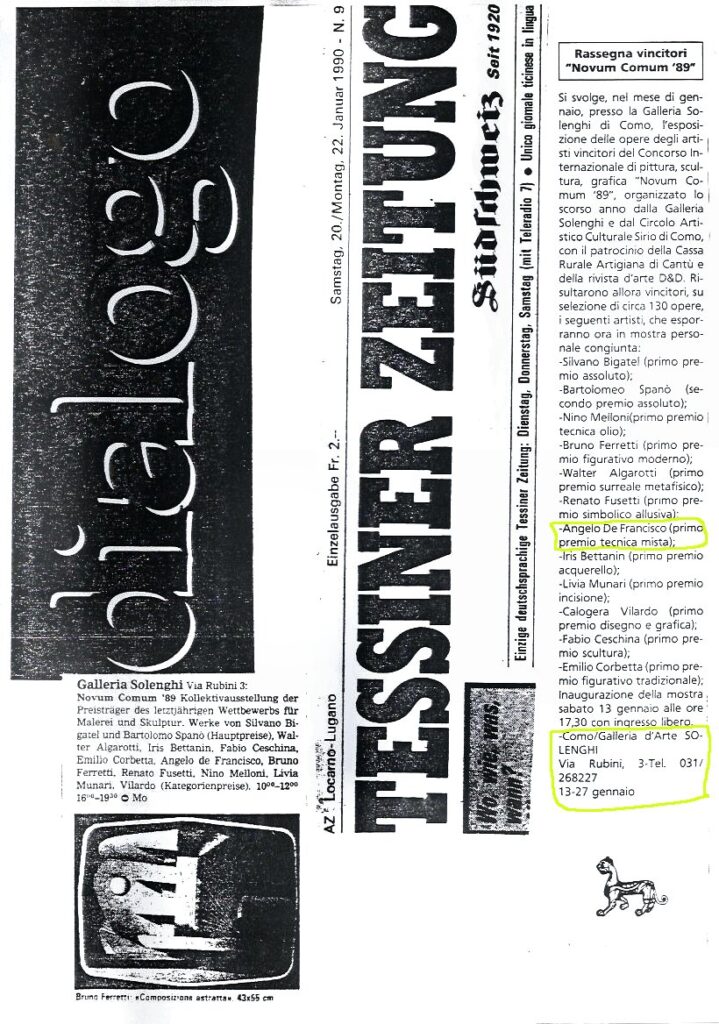 dialogo
Galleria Solenghi Via Rubini 3:
Novum Comum '89 Kollektivausstellung der
Preisträger des letztjährigen Wettbewerbs für
Malerei und Skulptur. Werke von Silvano Bi-
gatel und Bartolomo Spanò (Hauptpreise), Wal-
ter Algarotti, Iris Bettanin, Fabio Ceschina,
Emilio Corbetta, Angelo de Francisco, Bruno
Ferretti, Renato Fusetti, Nino Melloni, Livia
Munari, Vilardo (Kategorienpreise). 10⁰⁰–12⁰⁰
16⁰⁰–19³⁰ Mo
Bruno Ferretti: «Composizione astratta». 43x55 cm
AZ Locarno-Lugano Einzelausgabe Fr. 2.-- Samstag, 20./Montag, 22. Januar 1990 - N. 9
TESSINER ZEITUNG
Südschweiz Seit 1920
Einzige deutschsprachige Tessiner Zeitung: Dienstag, Donnerstag, Samstag (mit Teleradio 7) ● Unico giornale ticinese in lingua
Wo, wer, was,
wann?
Rassegna vincitori
"Novum Comum '89"
Si svolge, nel mese di gen-
naio, presso la Galleria So-
lenghi di Como, l'esposi-
zione delle opere degli arti-
sti vincitori del Concorso In-
ternazionale di pittura, scul-
tura, grafica "Novum Co-
mum '89", organizzato lo
scorso anno dalla Galleria
Solenghi e dal Circolo Arti-
stico Culturale Sirio di Como,
con il patrocinio della Cassa
Rurale Artigiana di Cantù e
della rivista d'arte D&D. Ri-
sultarono allora vincitori, su
selezione di circa 130 opere,
i seguenti artisti, che espor-
ranno ora in mostra perso-
nale congiunta:
-Silvano Bigatel (primo pre-
mio assoluto);
-Bartolomeo Spanò (se-
condo premio assoluto);
-Nino Melloni(primo premio
tecnica olio);
-Bruno Ferretti (primo pre-
mio figurativo moderno);
-Walter Algarotti (primo
premio surreale metafisico);
-Renato Fusetti (primo pre-
mio simbolico allusiva);
-Angelo De Francisco (primo
premio tecnica mista);
-Iris Bettanin (primo premio
acquerello);
-Livia Munari (primo premio
incisione);
-Calogera Vilardo (primo
premio disegno e grafica);
-Fabio Ceschina (primo pre-
mio scultura);
-Emilio Corbetta (primo pre-
mio figurativo tradizionale);
Inaugurazione della mostra
sabato 13 gennaio alle ore
17,30 con ingresso libero.
-Como/Galleria d'Arte SO-
LENGHI
Via Rubini, 3-Tel. 031/
268227
13-27 gennaio